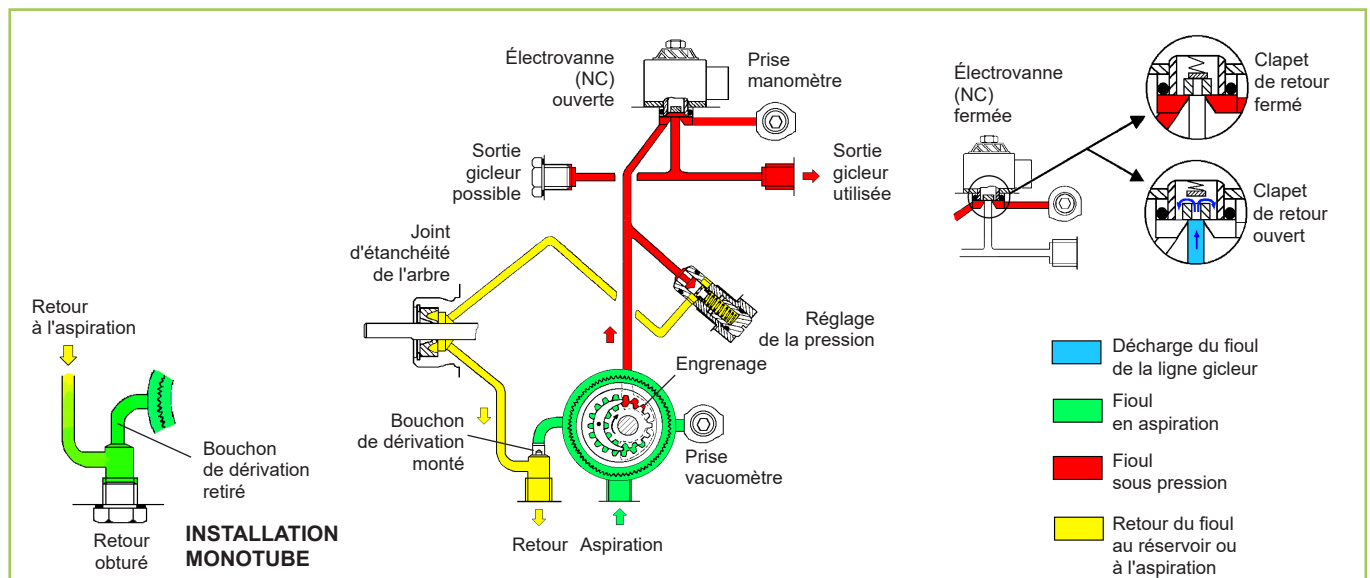 Électrovanne
(NC)
ouverte
Prise
manomètre
Sortie
gicleur
possible
Sortie
gicleur
utilisée
Joint
d'étanchéité
de l'arbre
Réglage
de la pression
Engrenage
Bouchon
de dérivation
monté
Prise
vacuomètre
Retour
Aspiration
Retour
à l'aspiration
Bouchon
de dérivation
retiré
Retour
obturé
INSTALLATION
MONOTUBE
Électrovanne
(NC)
fermée
Clapet
de retour
fermé
Clapet
de retour
ouvert
Décharge du fioul
de la ligne gicleur
Fioul
en aspiration
Fioul
sous pression
Retour du fioul
au réservoir ou
à l'aspiration